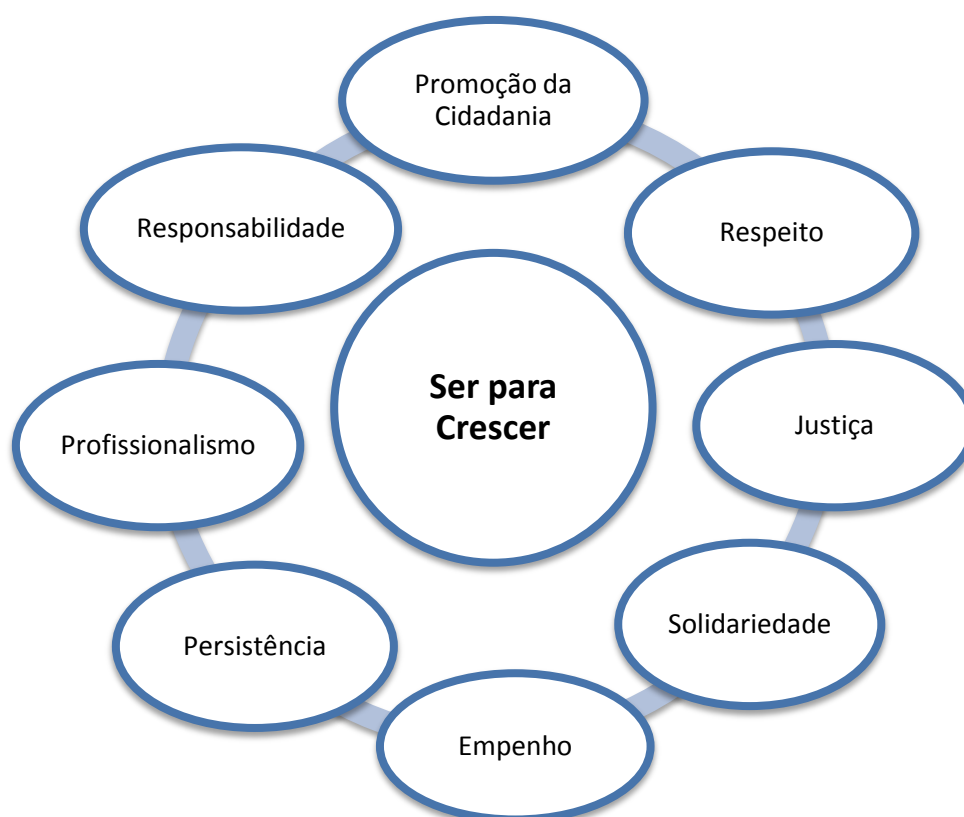 Promoção da
Cidadania
Responsabilidade
Respeito
Ser para
Crescer
Justiça
Profissionalismo
Solidariedade
Persistência
Empenho